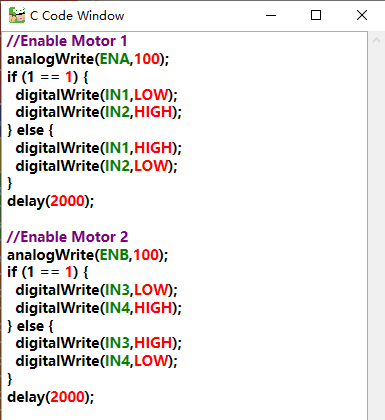 C Code Window
//Enable Motor 1
analogWrite(ENA,100);
if (1 == 1) {
  digitalWrite(IN1,LOW);
  digitalWrite(IN2,HIGH);
} else {
  digitalWrite(IN1,HIGH);
  digitalWrite(IN2,LOW);
}
delay(2000);

//Enable Motor 2
analogWrite(ENB,100);
if (1 == 1) {
  digitalWrite(IN3,LOW);
  digitalWrite(IN4,HIGH);
} else {
  digitalWrite(IN3,HIGH);
  digitalWrite(IN4,LOW);
}
delay(2000);